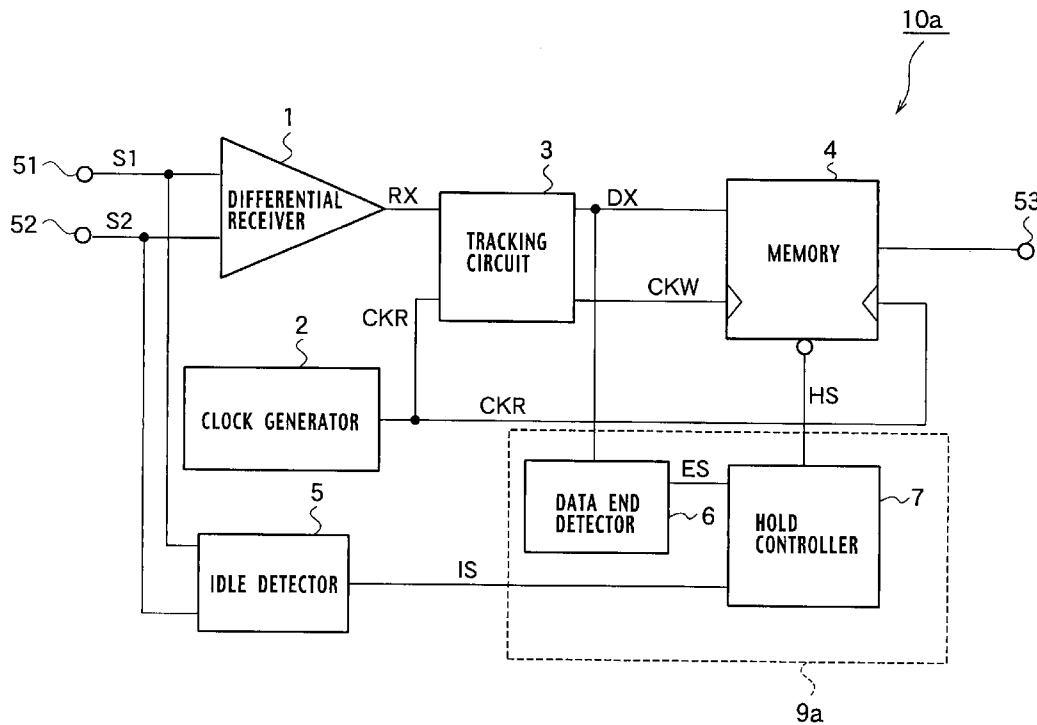 10a
1
51
S1
3
4
DIFFERENTIAL
RECEIVER
RX
DX
53
52
S2
TRACKING
CIRCUIT
MEMORY
CKW
CKR
2
HS
CLOCK GENERATOR
CKR
ES
5
DATA END
DETECTOR
6
HOLD
CONTROLLER
7
IDLE DETECTOR
IS
9a